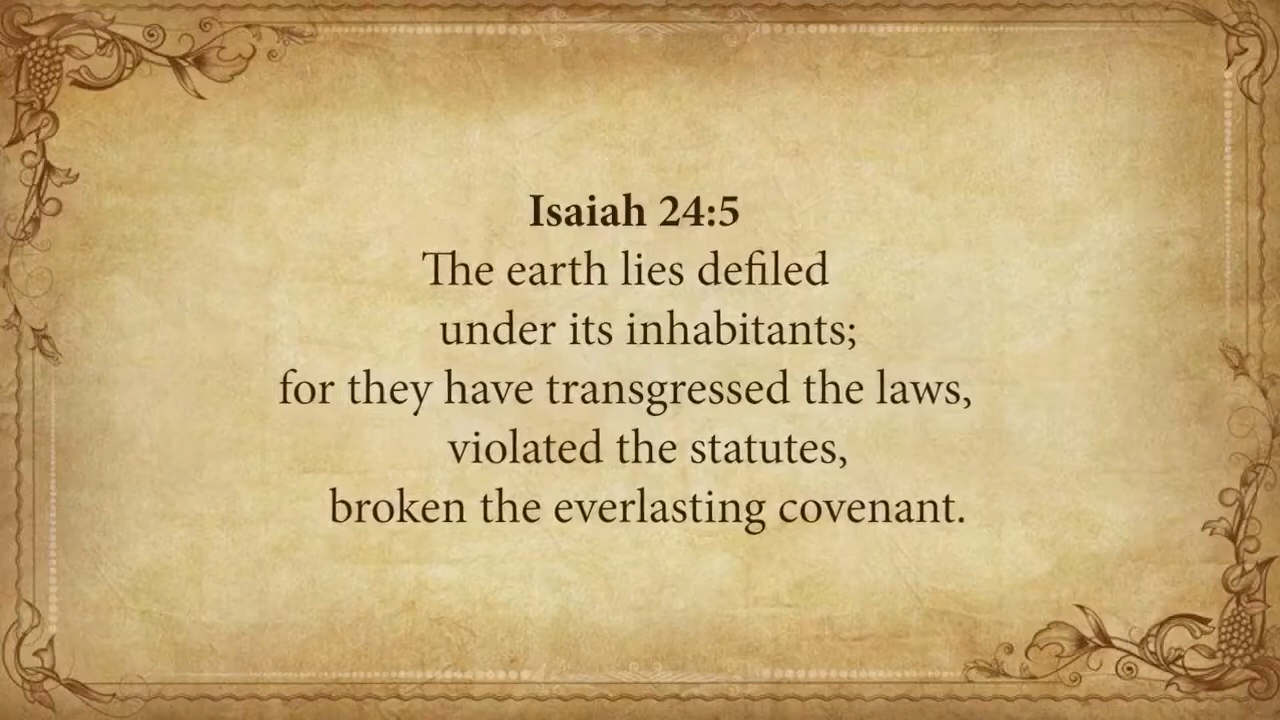 Isaiah 24:5
The earth lies defiled
under its inhabitants;
for they have transgressed the laws,
violated the statutes,
broken the everlasting covenant.